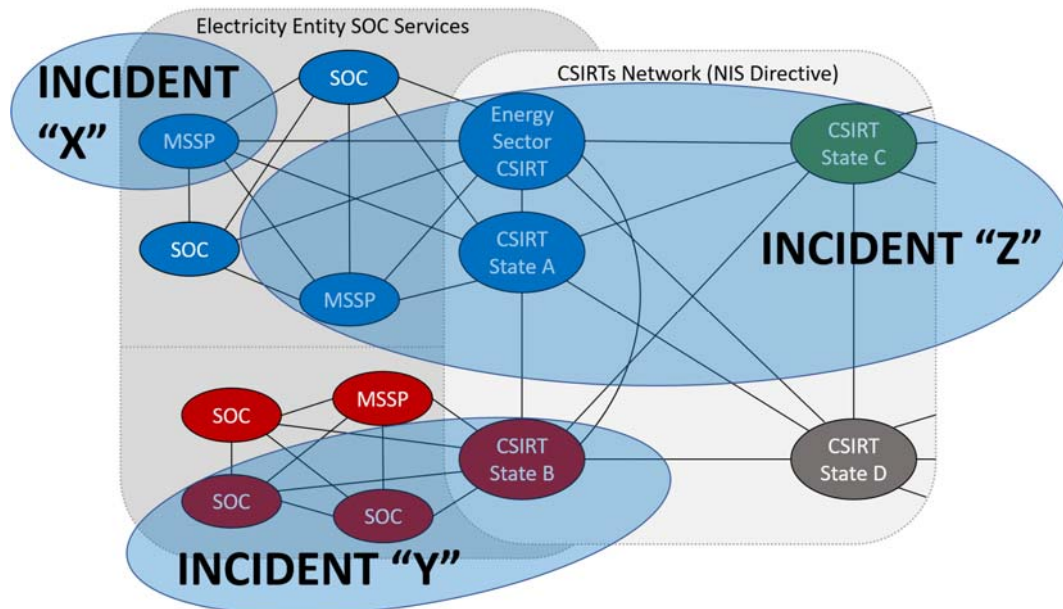 Electricity Entity SOC Services
CSIRTs Network (NIS Directive)
INCIDENT
“X”
SOC
MSSP
Energy
Sector
CSIRT
CSIRT
State C
SOC
CSIRT
State A
INCIDENT “Z”
MSSP
SOC
MSSP
CSIRT
State B
CSIRT
State D
SOC
SOC
INCIDENT “Y”